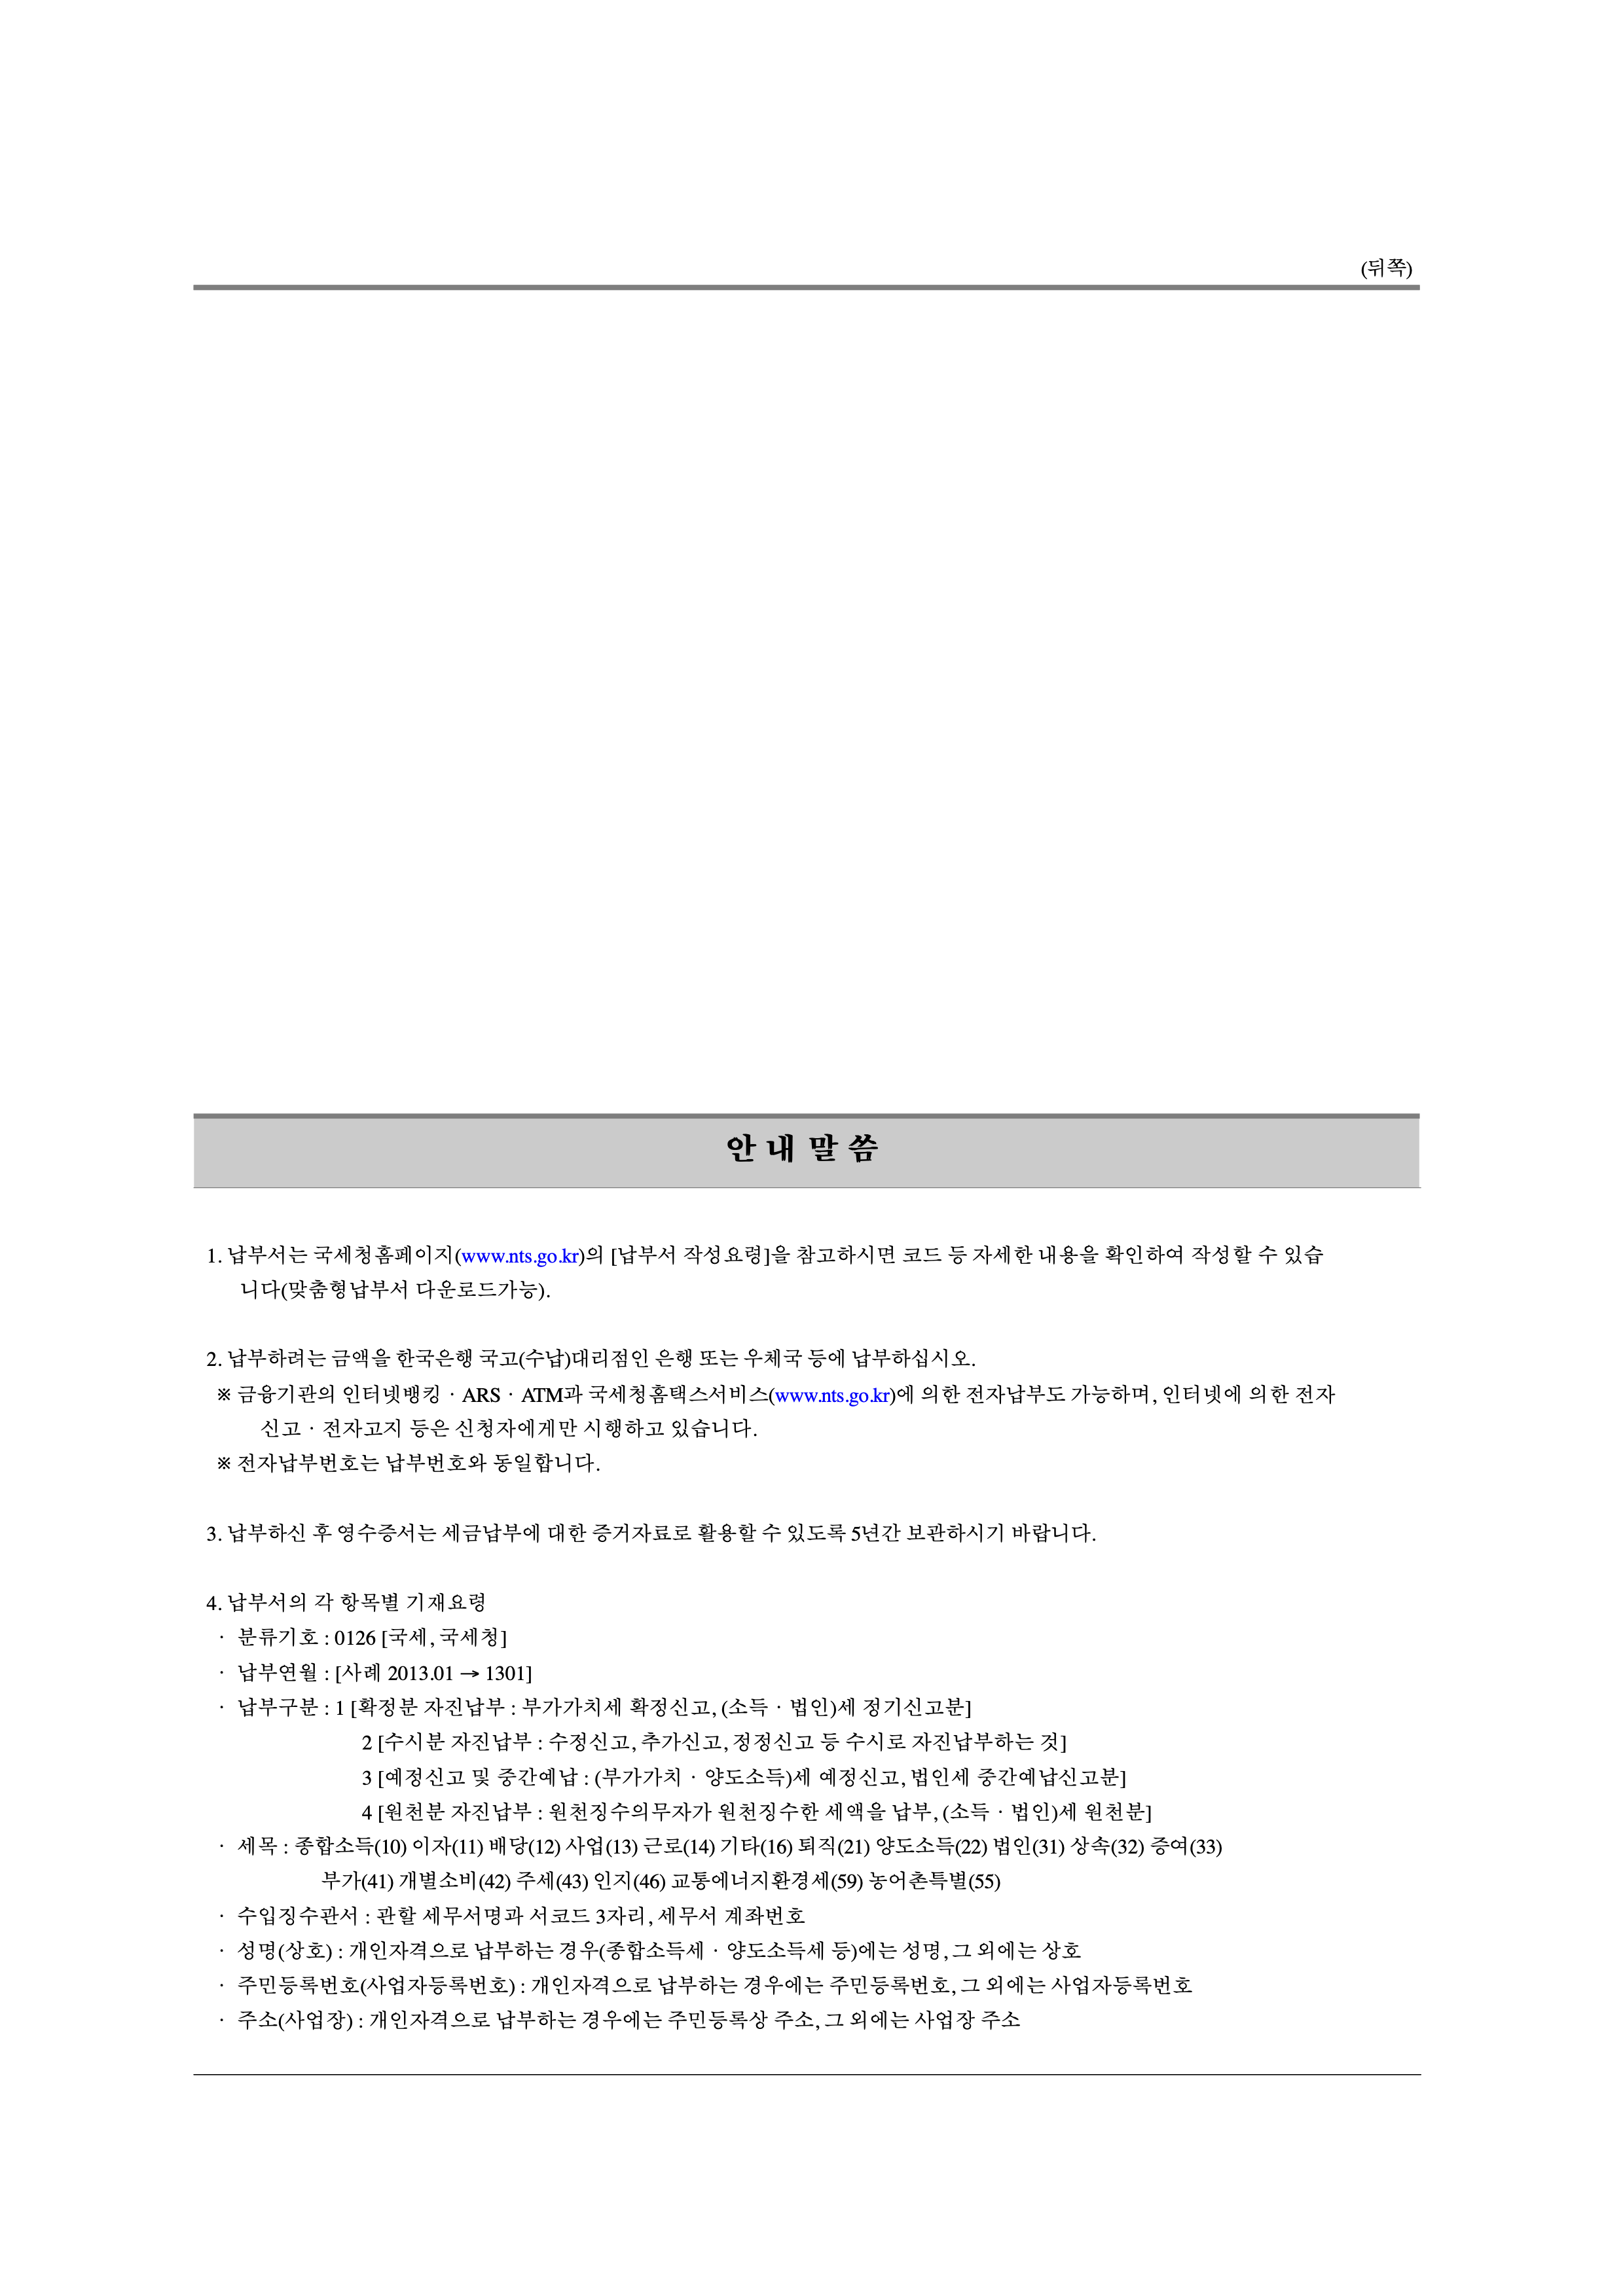 (뒤쪽)
안 내 말 씀
1. 납부서는 국세청홈페이지(www.nts.go.kr)의 [납부서 작성요령]을 참고하시면 코드 등 자세한 내용을 확인하여 작성할 수 있습
니다(맞춤형납부서 다운로드가능).
2. 납부하려는 금액을 한국은행 국고(수납)대리점인 은행 또는 우체국 등에 납부하십시오.
※ 금융기관의 인터넷뱅킹ㆍARSㆍATM과 국세청홈택스서비스(www.nts.go.kr)에 의한 전자납부도 가능하며, 인터넷에 의한 전자
신고ㆍ전자고지 등은 신청자에게만 시행하고 있습니다.
※ 전자납부번호는 납부번호와 동일합니다.
3. 납부하신 후 영수증서는 세금납부에 대한 증거자료로 활용할 수 있도록 5년간 보관하시기 바랍니다.
4. 납부서의 각 항목별 기재요령
ㆍ 분류기호 : 0126 [국세, 국세청]
ㆍ 납부연월 : [사례 2013.01 → 1301]
ㆍ 납부구분 : 1 [확정분 자진납부 : 부가가치세 확정신고, (소득ㆍ법인)세 정기신고분]
2 [수시분 자진납부 : 수정신고, 추가신고, 정정신고 등 수시로 자진납부하는 것]
3 [예정신고 및 중간예납 : (부가가치ㆍ양도소득)세 예정신고, 법인세 중간예납신고분]
4 [원천분 자진납부 : 원천징수의무자가 원천징수한 세액을 납부, (소득ㆍ법인)세 원천분]
ㆍ 세목 : 종합소득(10) 이자(11) 배당(12) 사업(13) 근로(14) 기타(16) 퇴직(21) 양도소득(22) 법인(31) 상속(32) 증여(33)
부가(41) 개별소비(42) 주세(43) 인지(46) 교통에너지환경세(59) 농어촌특별(55)
ㆍ 수입징수관서 : 관할 세무서명과 서코드 3자리, 세무서 계좌번호
ㆍ 성명(상호) : 개인자격으로 납부하는 경우(종합소득세ㆍ양도소득세 등)에는 성명, 그 외에는 상호
ㆍ 주민등록번호(사업자등록번호) : 개인자격으로 납부하는 경우에는 주민등록번호, 그 외에는 사업자등록번호
ㆍ 주소(사업장) : 개인자격으로 납부하는 경우에는 주민등록상 주소, 그 외에는 사업장 주소